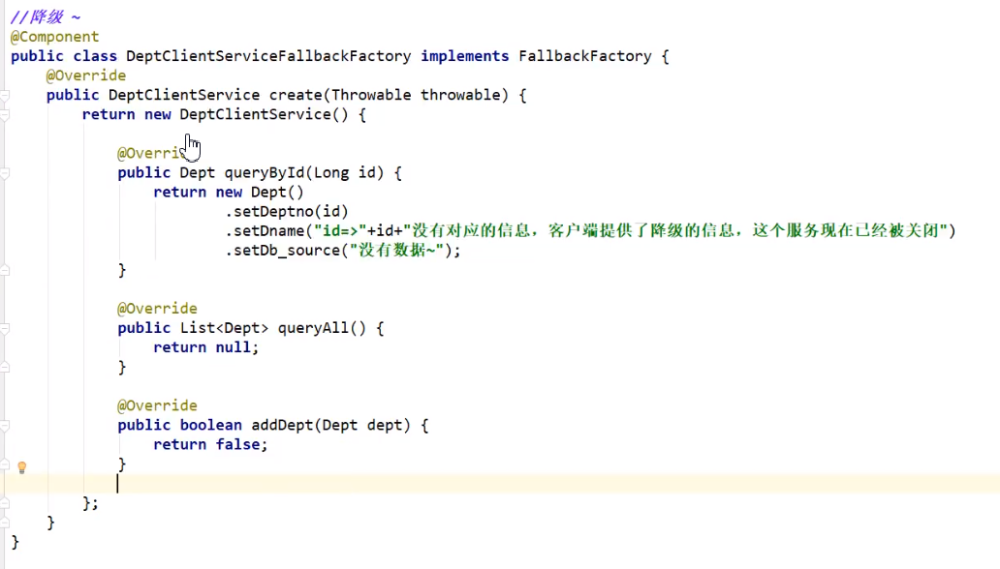 //降级 ~
@Component
public class DeptClientServiceFallbackFactory implements FallbackFactory {
@Override
public DeptClientService create(Throwable throwable) {
return new DeptClientService() {
@Override
public Dept queryById(Long id) {
return new Dept()
.setDeptno(id)
.setDname("id=>"+id+"没有对应的信息，客户端提供了降级的信息，这个服务现在已经被关闭")
.setDb_source("没有数据~");
}
@Override
public List<Dept> queryAll() {
return null;
}
@Override
public boolean addDept(Dept dept) {
return false;
}
};
}
}